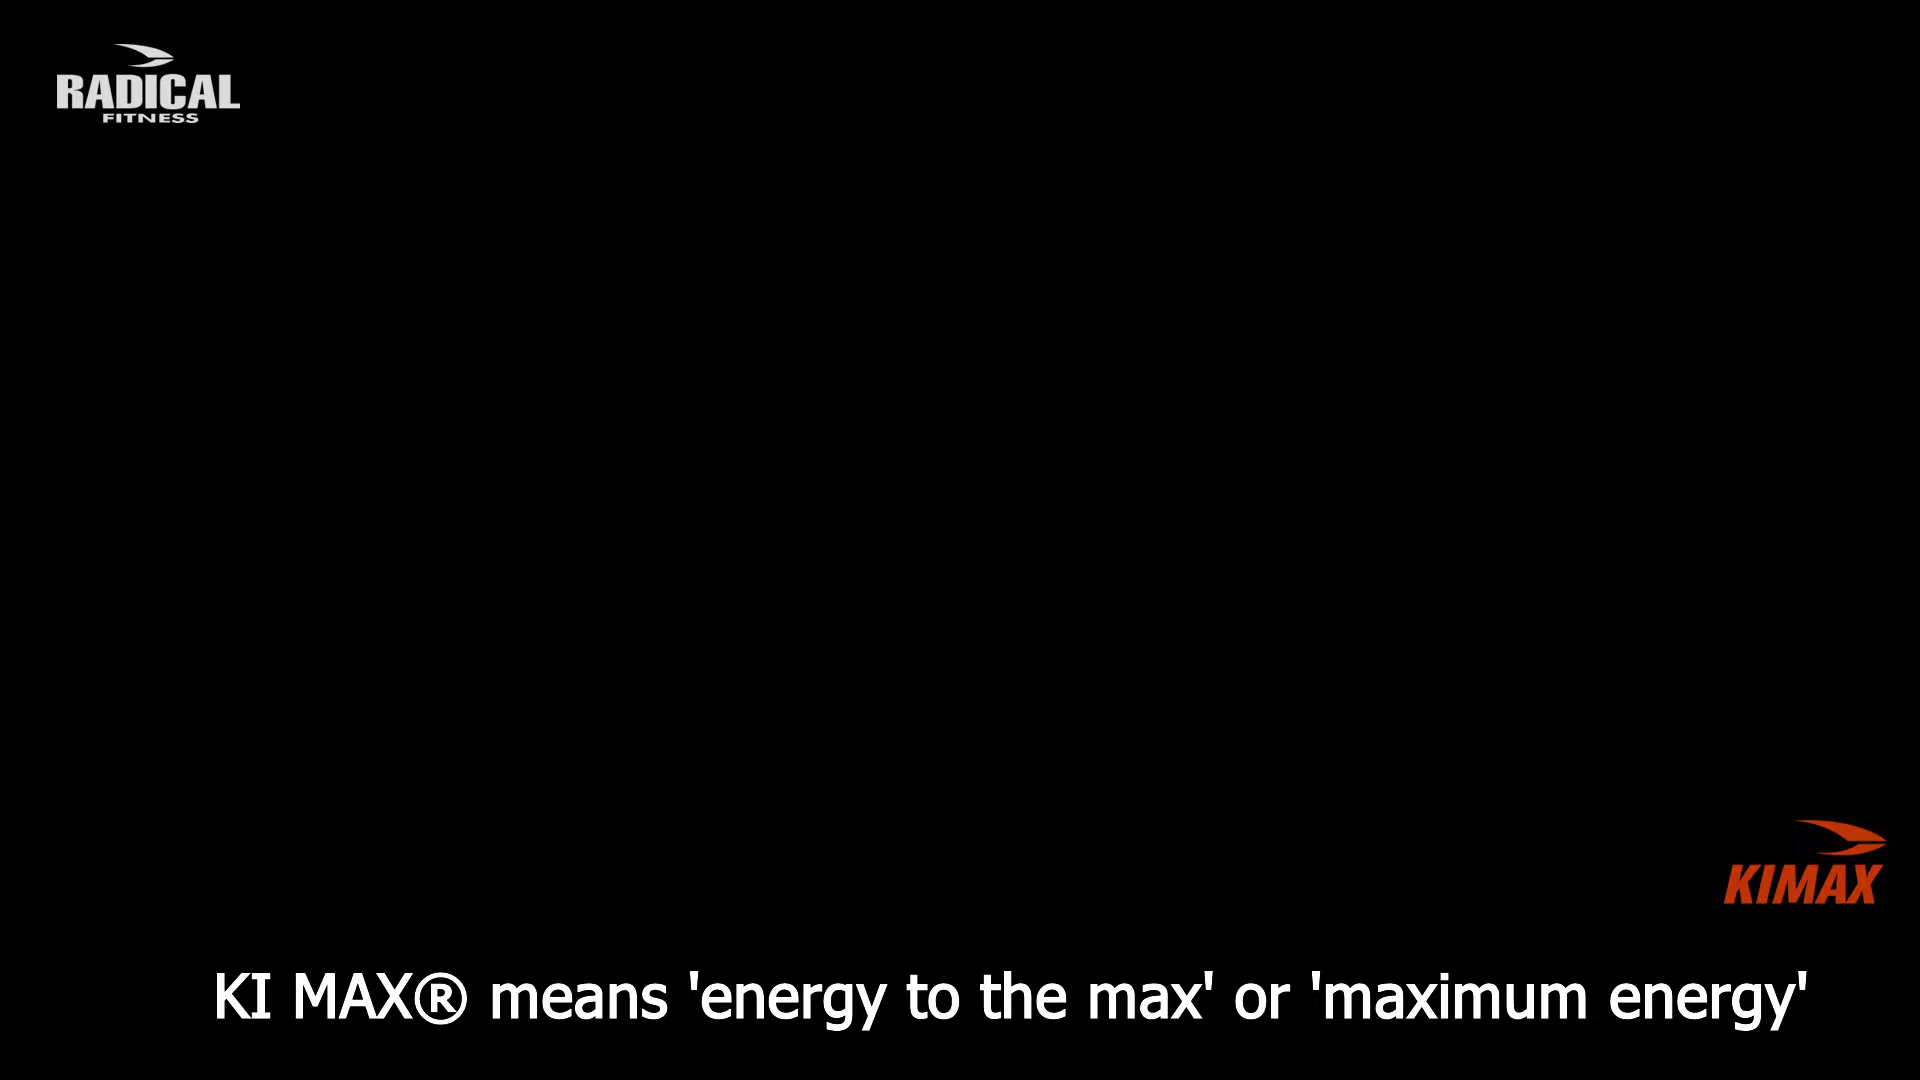 RADICAL
FITNESS
KIMAX
KI MAX® means 'energy to the max' or 'maximum energy'